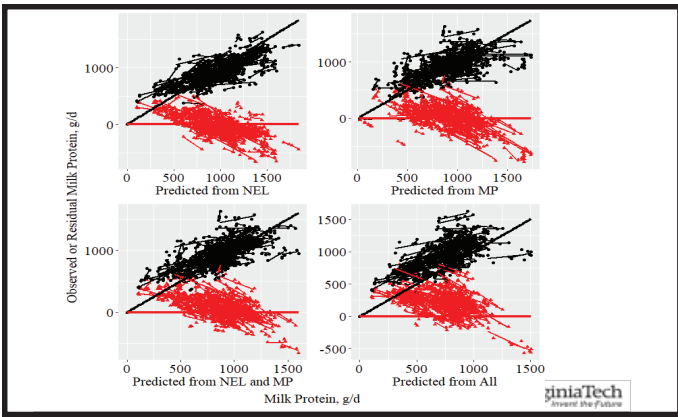 Observed or Residual Milk Protein, g/d
1000
0
0 500 1000 1500
Predicted from NEL
1000
0
0 500 1000 1500
Predicted from MP
1000
0
0 500 1000 1500
Predicted from NEL and MP
1500
1000
500
0
-500
0 500 1000 1500
Predicted from All
Milk Protein, g/d
giniaTech
Invent the Future